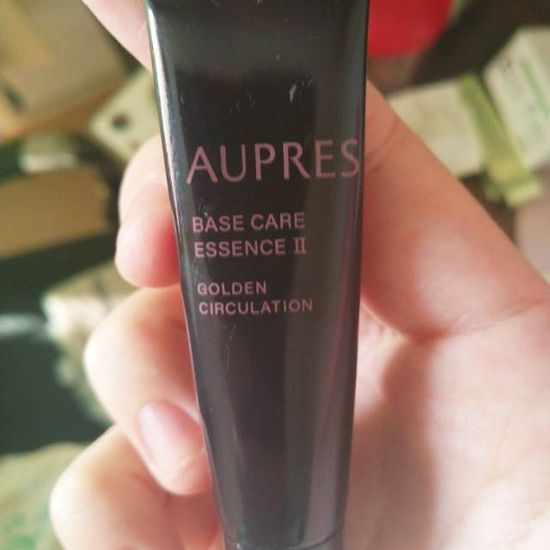 AUPRES
BASE CARE
ESSENCE II
GOLDEN
CIRCULATION